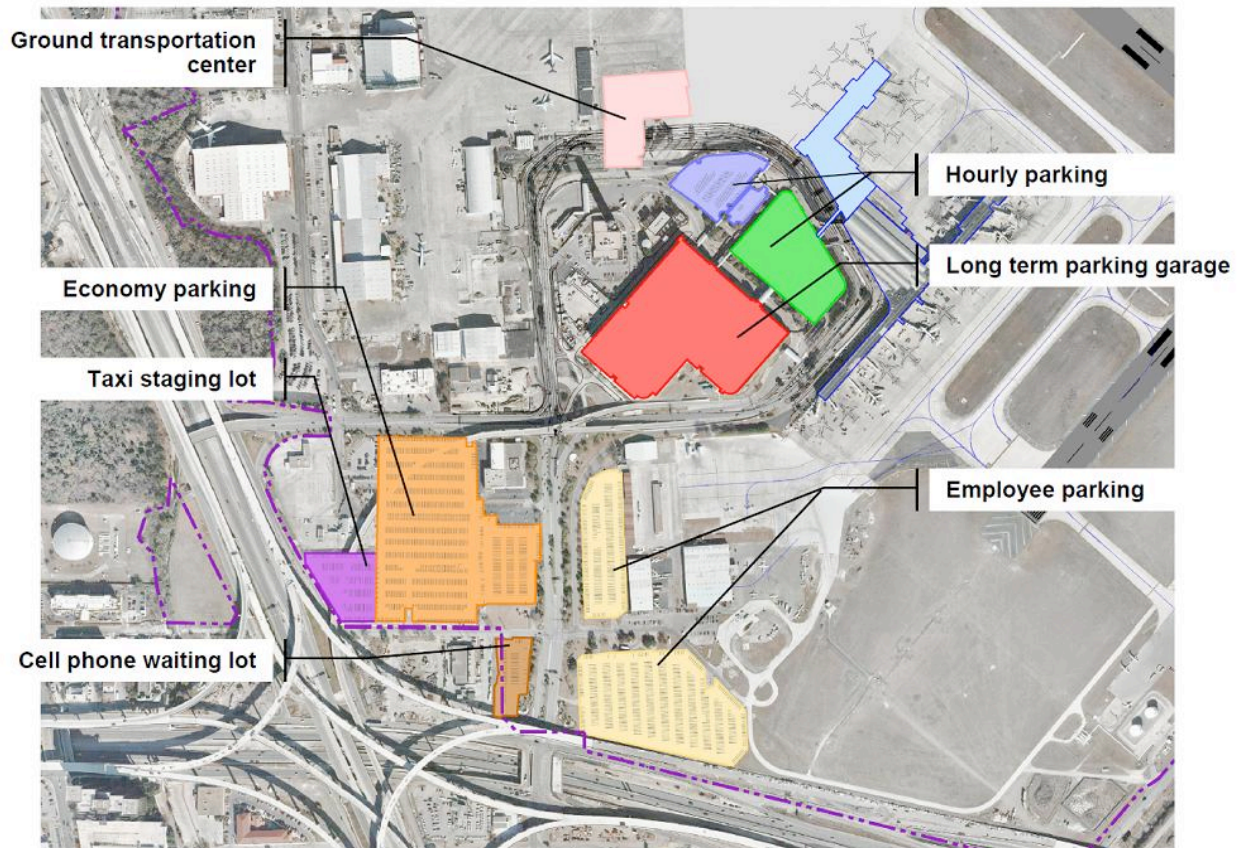 Ground transportation
center
Hourly parking
Long term parking garage
Economy parking
Taxi staging lot
Employee parking
Cell phone waiting lot